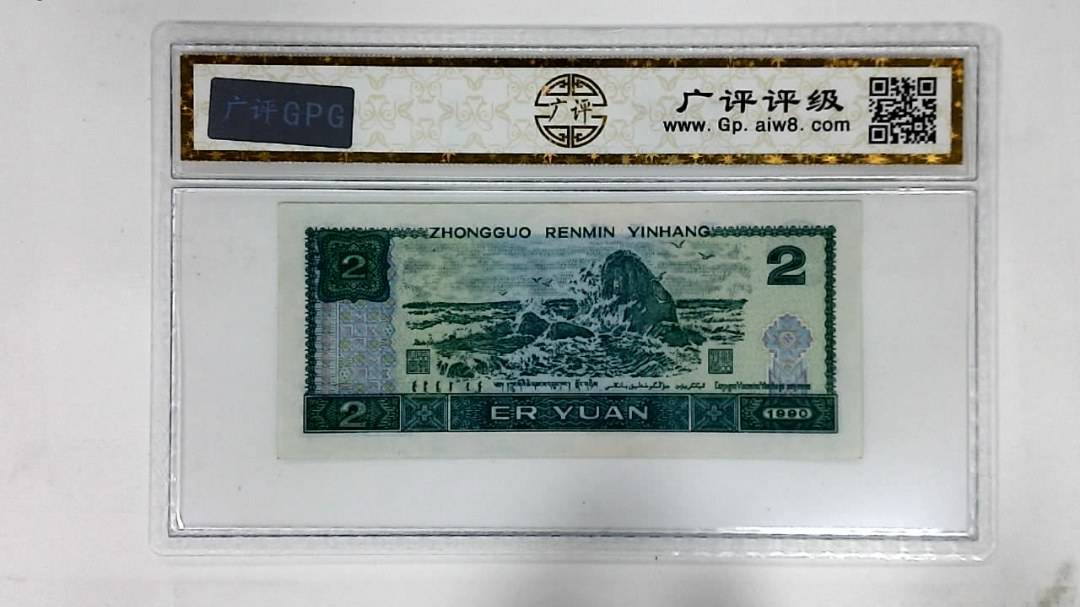 广评GPG
广评
广评评级
www. Gp. aiw8. com
ZHONGGUO RENMIN YINHANG
2
2
2
ER YUAN
1990